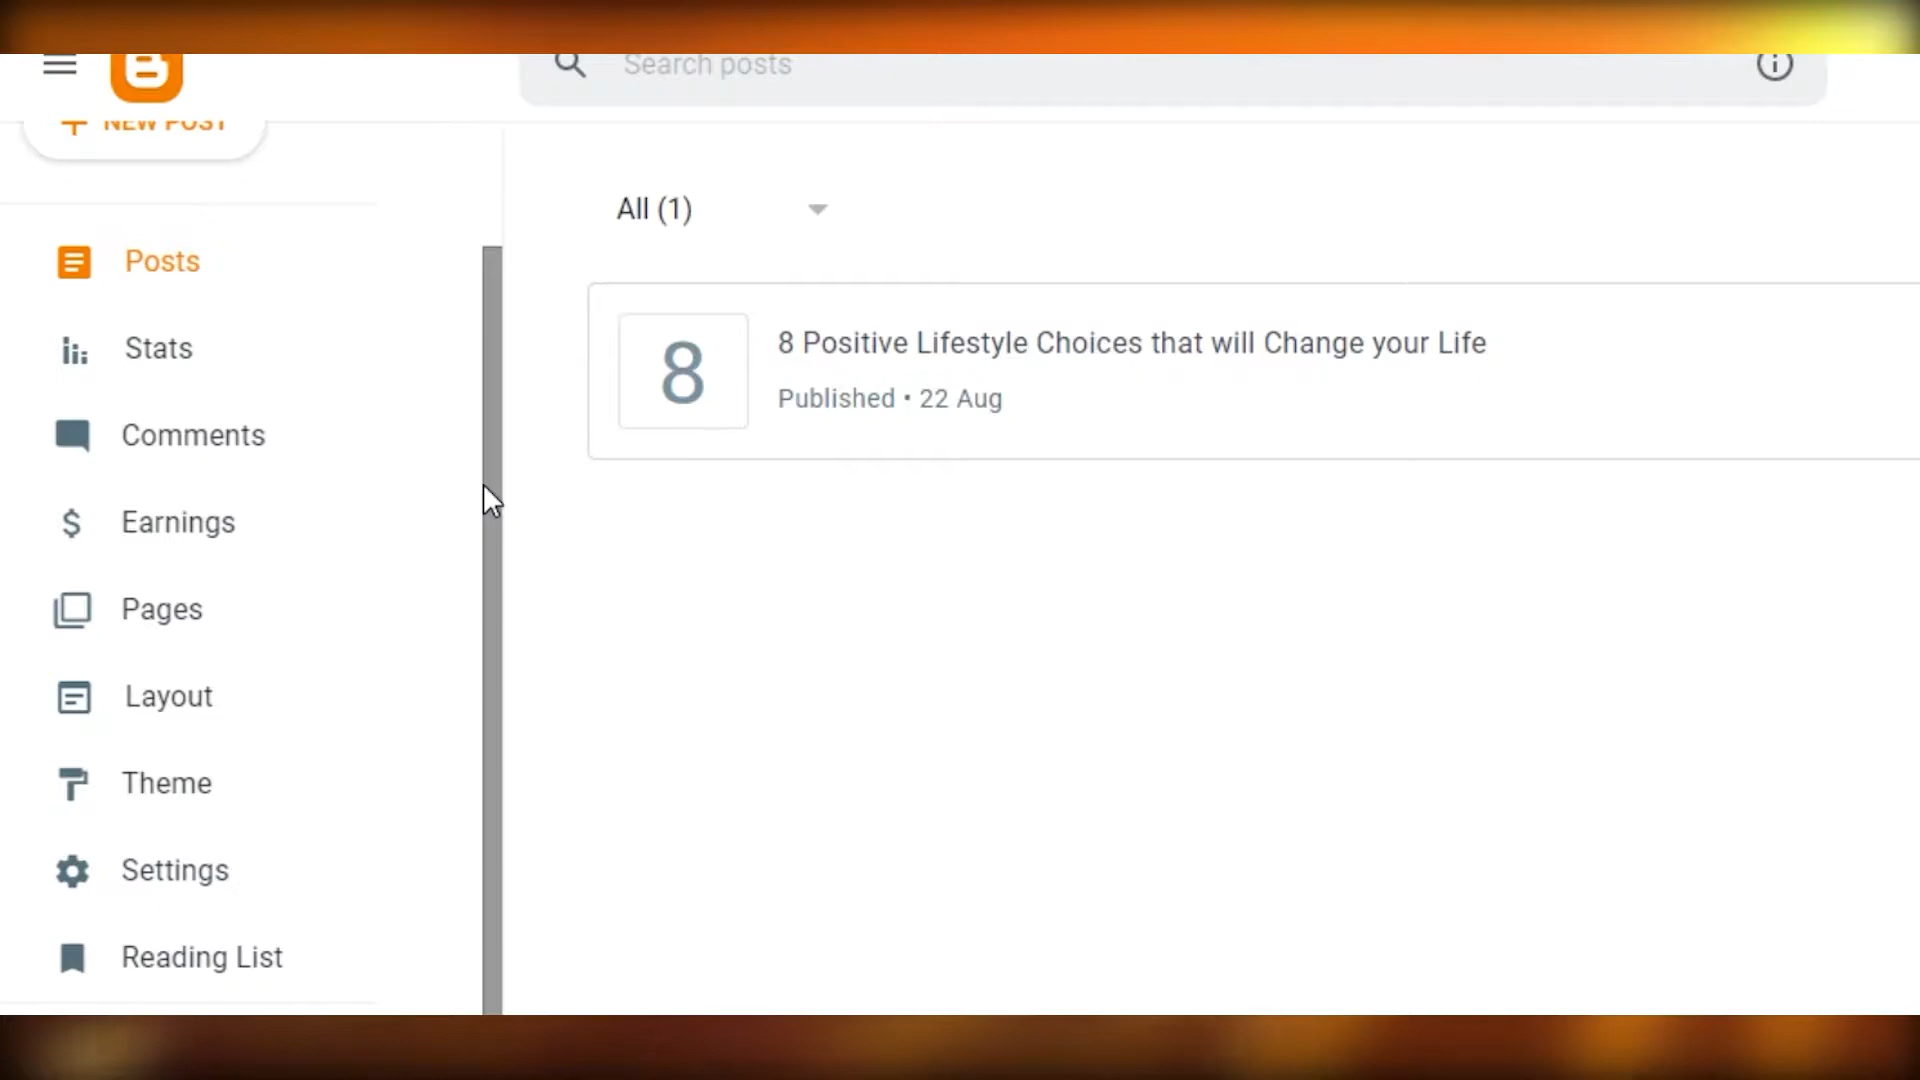 Search posts
NEW POST
All (1)
Posts
8
8 Positive Lifestyle Choices that will Change your Life
Published • 22 Aug
Stats
Comments
Earnings
Pages
Layout
Theme
Settings
Reading List